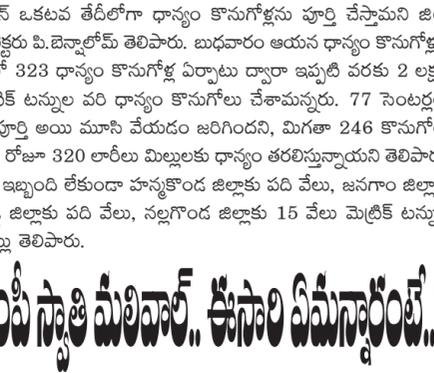 న్ ఒకటవ తేదీలోగా ధాన్యం కొనుగోళ్లను పూర్తి చేస్తామని జి
క్టరు పి.బెన్షాలోమ్ తెలిపారు. బుధవారం ఆయన ధాన్యం కొనుగోళ్ల
లో 323 ధాన్యం కొనుగోళ్ల ఏర్పాటు ద్వారా ఇప్పటి వరకు 2 లక్ష
రిక్ టన్నుల వరి ధాన్యం కొనుగోలు చేశామన్నారు. 77 సెంటర్ల
పూర్తి అయి మూసి వేయడం జరిగిందని, మిగతా 246 కొనుగో
రోజూ 320 లారీలు మిల్లులకు ధాన్యం తరలిస్తున్నాయని తెలిపార
ఇబ్బంది లేకుండా హన్మకొండ జిల్లాకు పది వేలు, జనగాం జిల్లా
జిల్లాకు పది వేలు, నల్లగొండ జిల్లాకు 15 వేలు మెట్రిక్ టన్ను
ట్లు తెలిపారు.
ంపీ స్వాతి మలివాల్.. ఈసారి ఏమన్నారంటే..